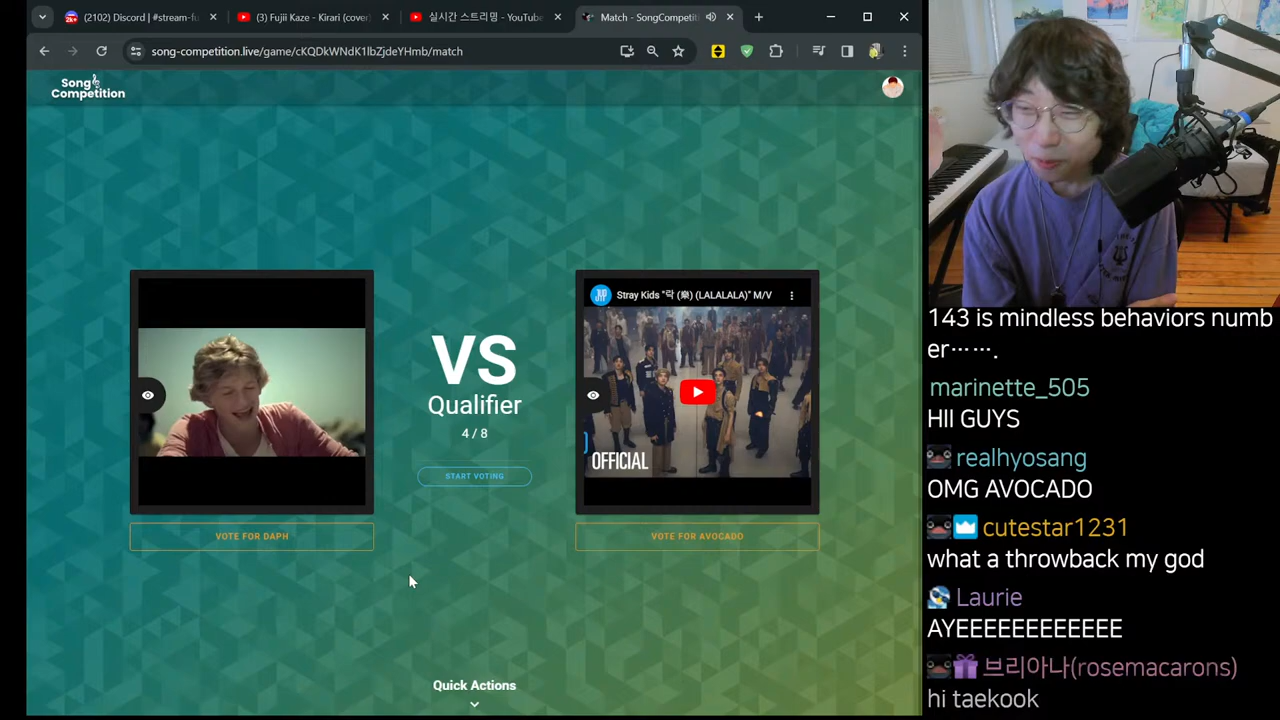 (2102) Discord | #stream-fu
(3) Fujii Kaze - Kirari (cover)
실시간 스트리밍 - YouTube
Match - SongCompetit
song-competition.live/game/cKQDkWNdK1lbZjdeYHmb/match
Song
Competition
VS
Qualifier
4 / 8
START VOTING
Stray Kids "락 (樂) (LALALALA)" M/V
OFFICIAL
VOTE FOR DAPH
VOTE FOR AVOCADO
Quick Actions
143 is mindless behaviors numb
er…….
marinette_505
HII GUYS
realhyosang
OMG AVOCADO
cutestar1231
what a throwback my god
Laurie
AYEEEEEEEEEEEE
브리아나(rosemacarons)
hi taekook